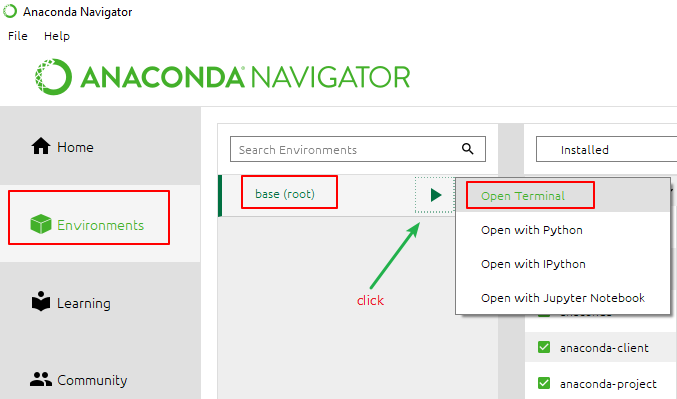 Anaconda Navigator
File Help
ANACONDA NAVIGATOR
Home
Environments
Learning
Community
Search Environments
base (root)
click
Installed
Open Terminal
Open with Python
Open with IPython
Open with Jupyter Notebook
anaconda-client
anaconda-project